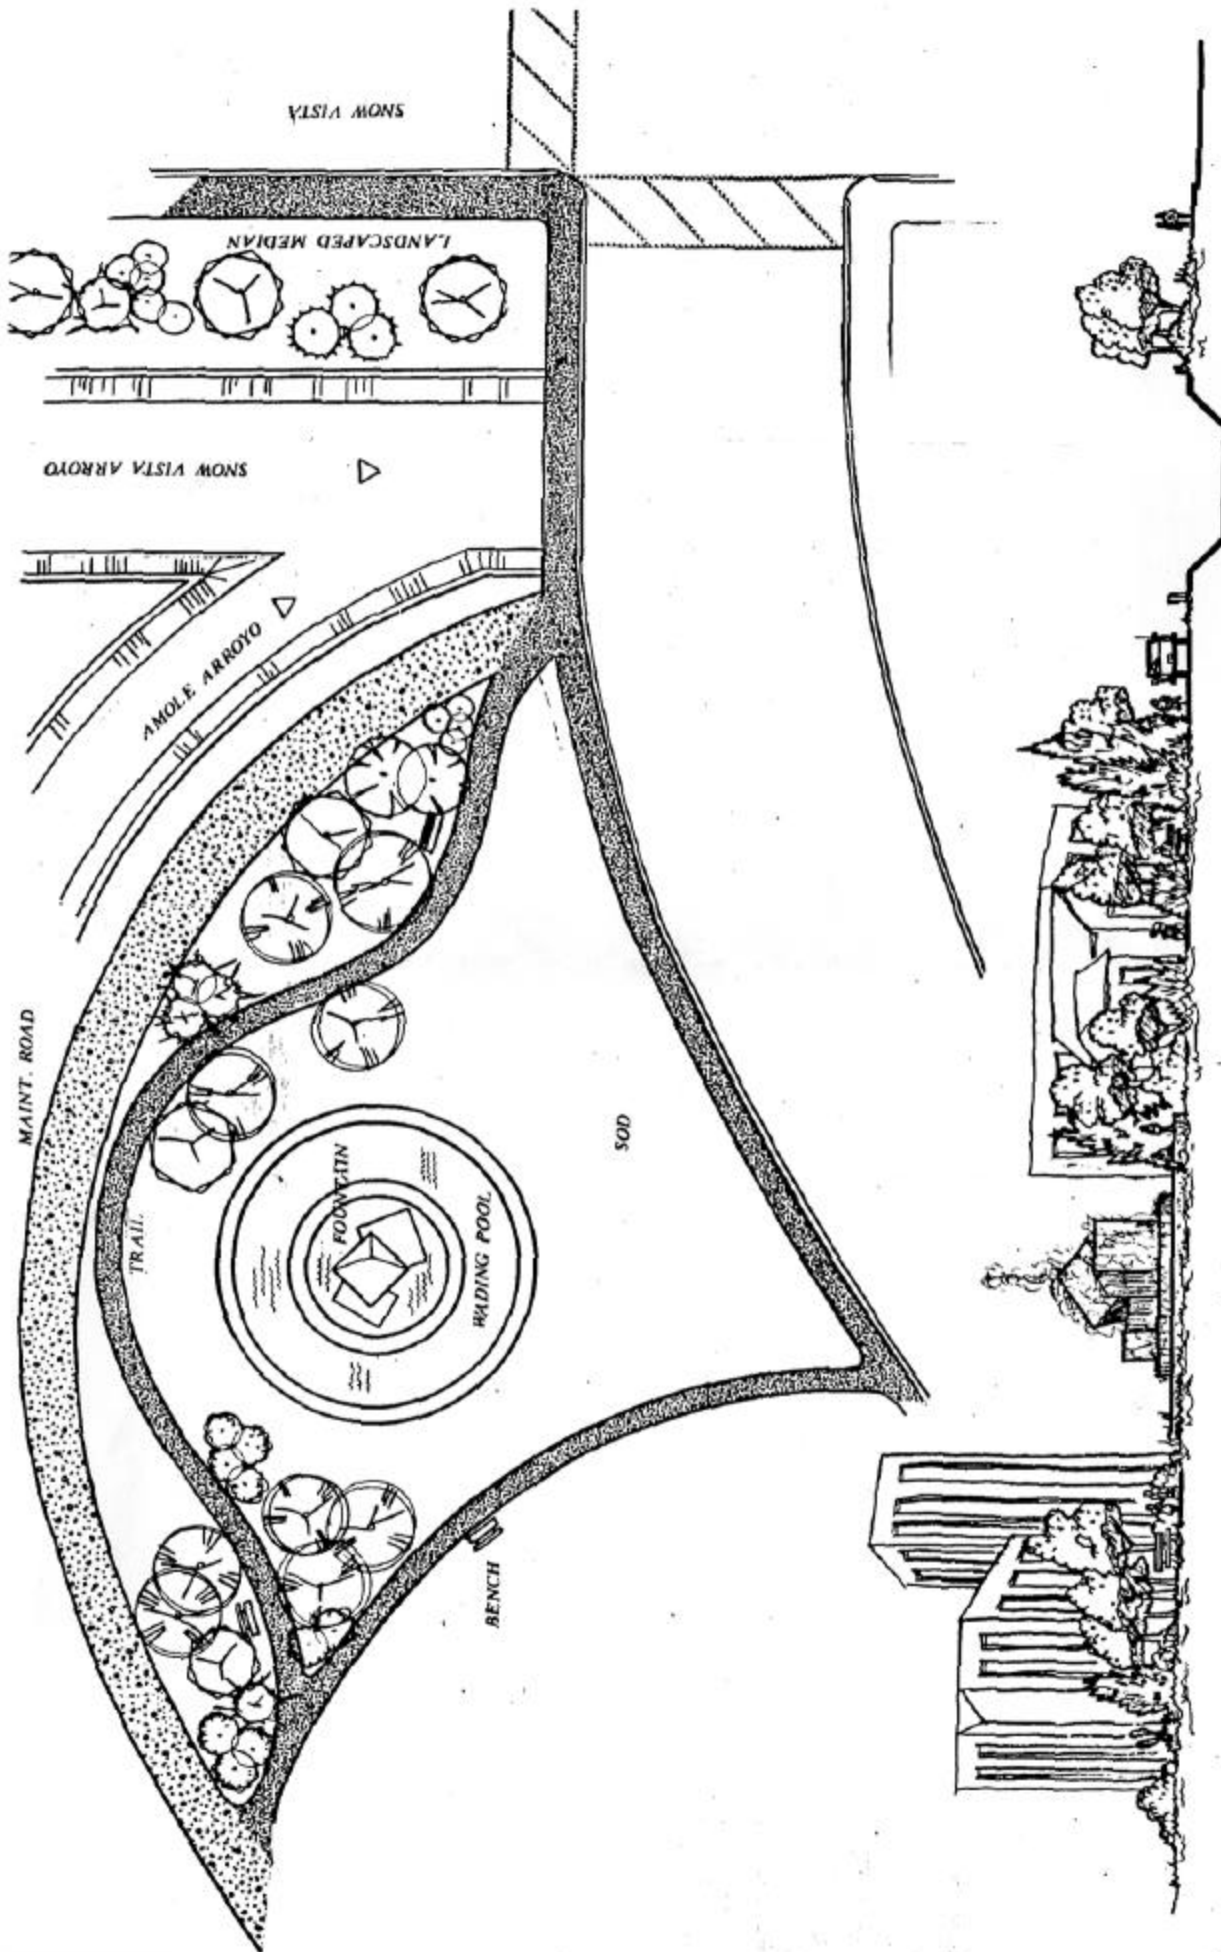 SNOW VISTA
LANDSCAPED MEDIAN
SNOW VISTA ARROYO
AMOLE ARROYO
MAINT. ROAD
TRAIL
FOUNTAIN
WADING POOL
SOD
BENCH